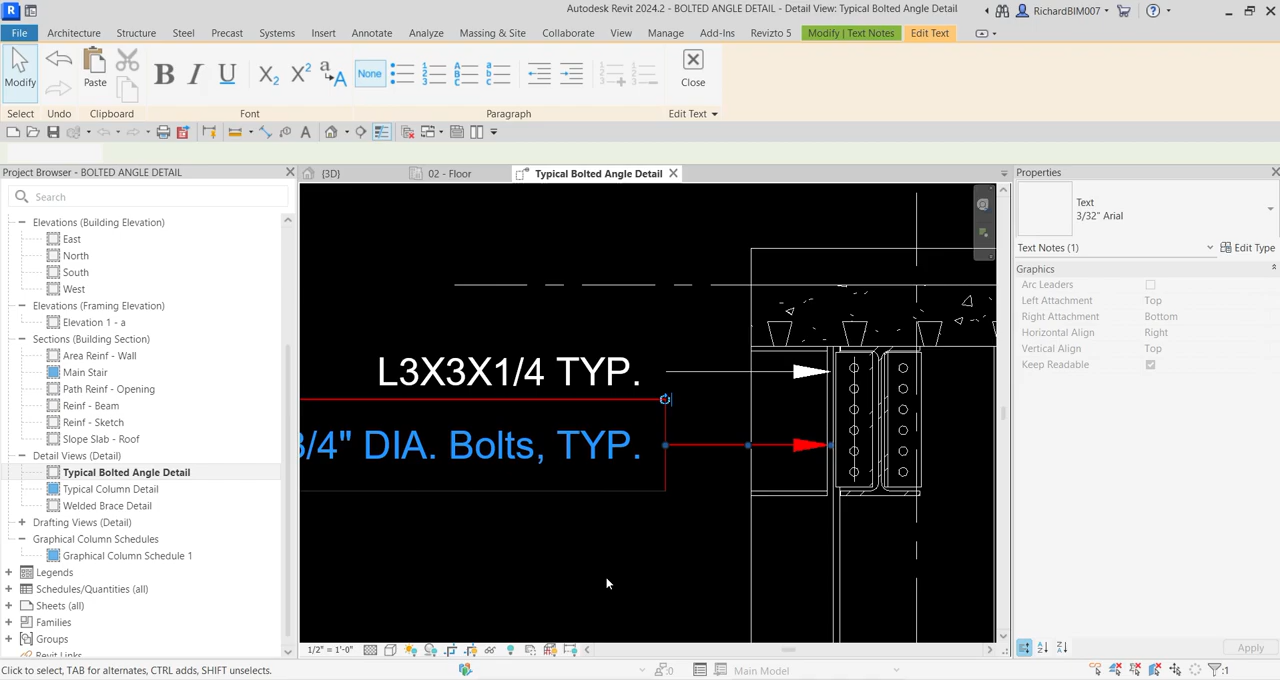 R
Autodesk Revit 2024.2 - BOLTED ANGLE DETAIL - Detail View: Typical Bolted Angle Detail
RichardBIM007
File Architecture Structure Steel Precast Systems Insert Annotate Analyze Massing & Site Collaborate View Manage Add-Ins Revizto 5 Modify | Text Notes Edit Text
Modify
Paste
B I U X2 X2 aA
None
Close
Select Undo Clipboard Font Paragraph Edit Text
Project Browser - BOLTED ANGLE DETAIL
{3D}
02 - Floor
Typical Bolted Angle Detail
Search
Elevations (Building Elevation)
East
North
South
West
Elevations (Framing Elevation)
Elevation 1 - a
Sections (Building Section)
Area Reinf - Wall
Main Stair
Path Reinf - Opening
Reinf - Beam
Reinf - Sketch
Slope Slab - Roof
Detail Views (Detail)
Typical Bolted Angle Detail
Typical Column Detail
Welded Brace Detail
Drafting Views (Detail)
Graphical Column Schedules
Graphical Column Schedule 1
Legends
Schedules/Quantities (all)
Sheets (all)
Families
Groups
Revit Links
L3X3X1/4 TYP.
3/4" DIA. Bolts, TYP.
1/2" = 1'-0"
Properties
Text
3/32" Arial
Text Notes (1)
Edit Type
Graphics
Arc Leaders
Left Attachment Top
Right Attachment Bottom
Horizontal Align Right
Vertical Align Top
Keep Readable
Apply
Click to select, TAB for alternates, CTRL adds, SHIFT unselects.
:0
Main Model
:1